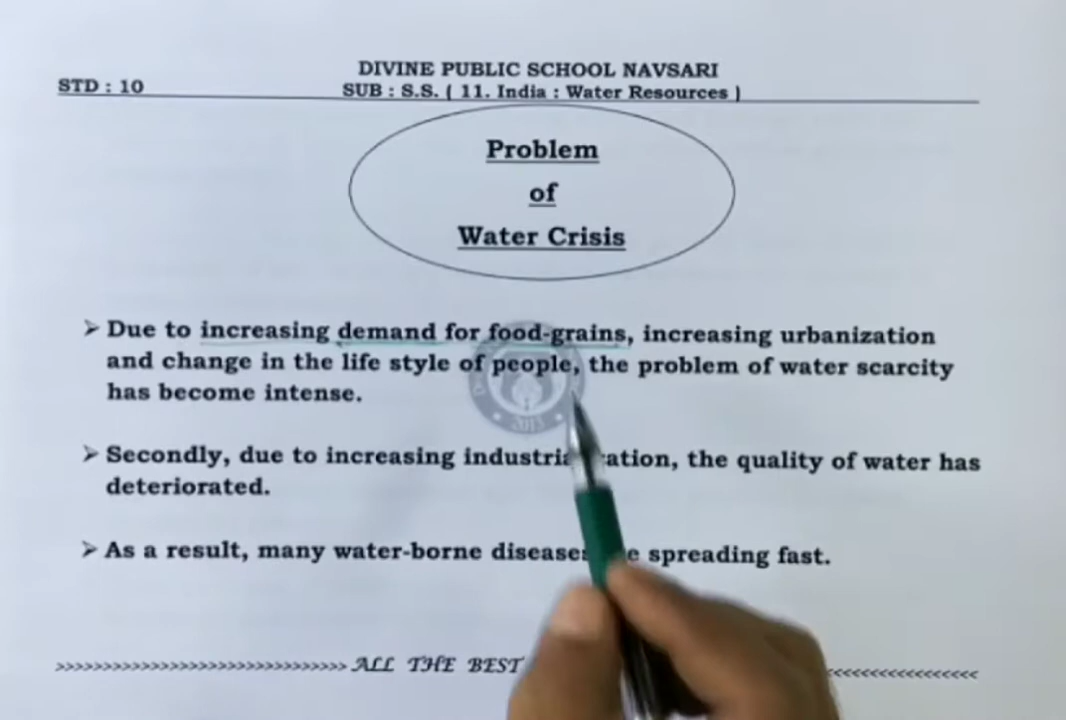 DIVINE PUBLIC SCHOOL NAVSARI
STD : 10
SUB : S.S. ( 11. India : Water Resources )
Problem
of
Water Crisis
➢ Due to increasing demand for food-grains, increasing urbanization
and change in the life style of people, the problem of water scarcity
has become intense.
➢ Secondly, due to increasing , the quality of water has
deteriorated.
➢ As a result, many water-borne spreading fast.
>>>>>>>>>>>>>>>>>>>>>>>>>>>>>>> ALL THE BEST <<<<<<<<<<<<<<<<<<